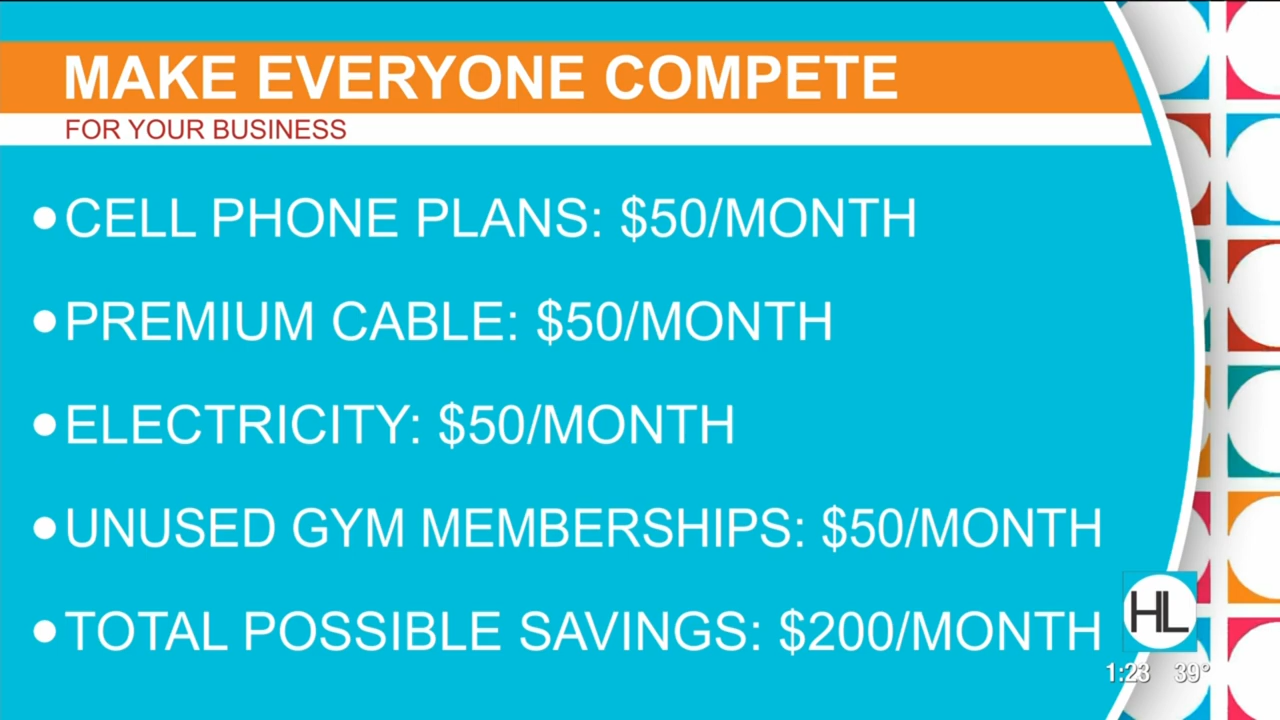 MAKE EVERYONE COMPETE
FOR YOUR BUSINESS
•CELL PHONE PLANS: $50/MONTH
•PREMIUM CABLE: $50/MONTH
•ELECTRICITY: $50/MONTH
•UNUSED GYM MEMBERSHIPS: $50/MONTH
•TOTAL POSSIBLE SAVINGS: $200/MONTH
HL
1:23 39°